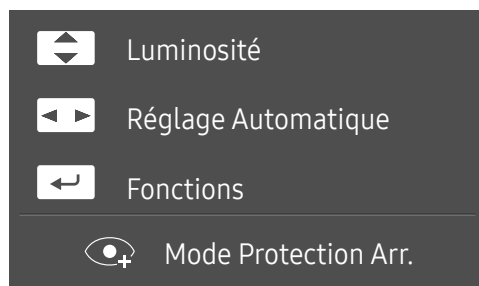 Luminosité
Réglage Automatique
Fonctions
Mode Protection Arr.